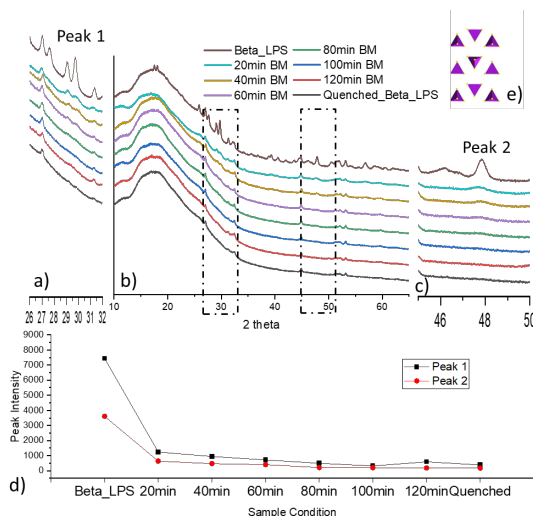 Peak 1
Beta_LPS
20min BM
40min BM
60min BM
80min BM
100min BM
120min BM
Quenched_Beta_LPS
e)
Peak 2
a)
b)
c)
26 27 28 29 30 31 32
10 20 30 40 50 60
2 theta
46 48 50
9000
8000
7000
6000
5000
4000
3000
2000
1000
0
Peak Intensity
Peak 1
Peak 2
d)
Beta_LPS 20min 40min 60min 80min 100min 120min Quenched
Sample Condition